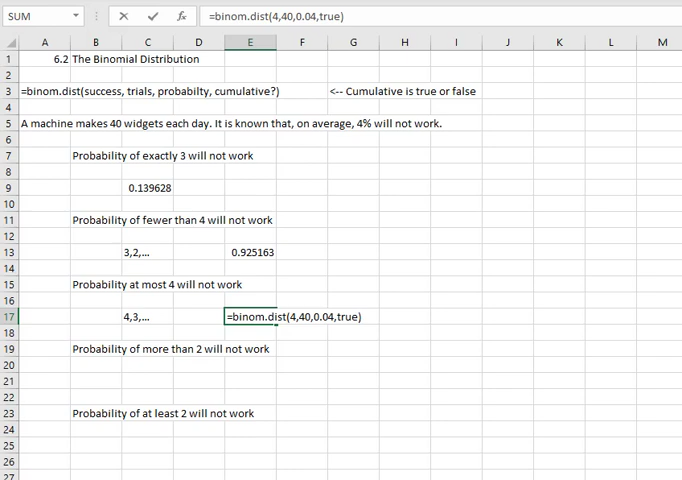 SUM fx =binom.dist(4,40,0.04,true)
A B C D E F G H I J K L M
1 6.2 The Binomial Distribution
2
3 =binom.dist(success, trials, probabilty, cumulative?) <-- Cumulative is true or false
4
5 A machine makes 40 widgets each day. It is known that, on average, 4% will not work.
6
7 Probability of exactly 3 will not work
8
9 0.139628
10
11 Probability of fewer than 4 will not work
12
13 3,2,... 0.925163
14
15 Probability at most 4 will not work
16
17 4,3,... =binom.dist(4,40,0.04,true)
18
19 Probability of more than 2 will not work
20
21
22
23 Probability of at least 2 will not work
24
25
26
27